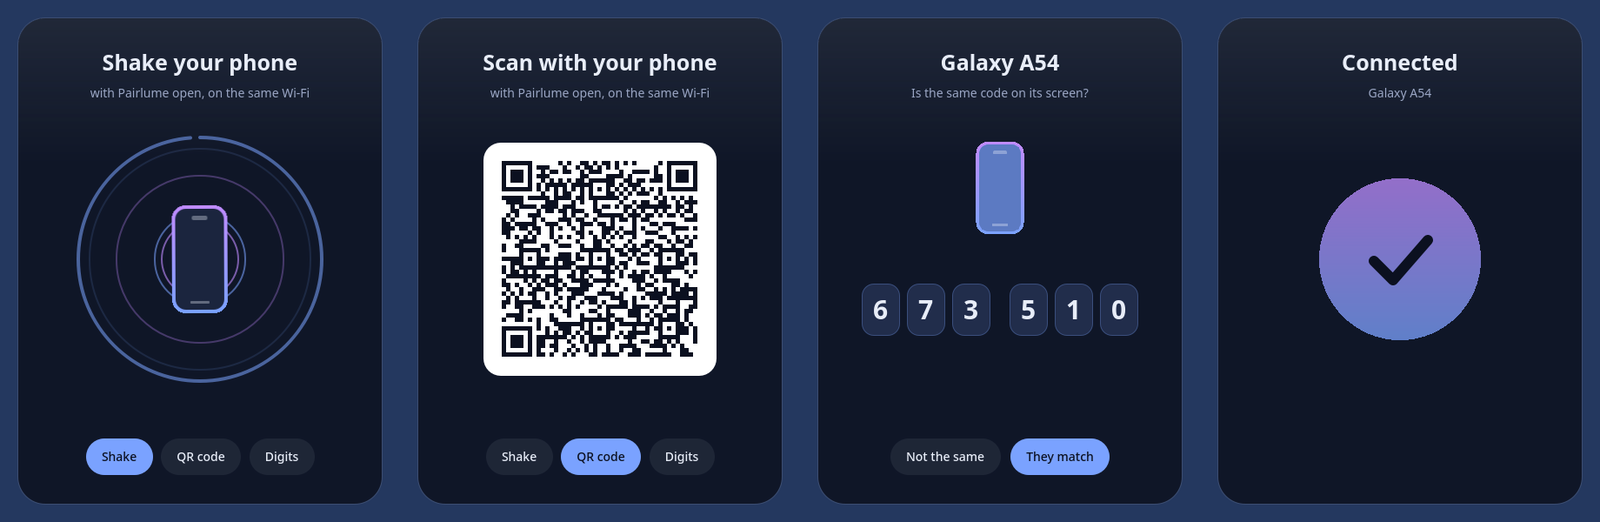 Shake your phone
with Pairlume open, on the same Wi-Fi
Shake
QR code
Digits
Scan with your phone
with Pairlume open, on the same Wi-Fi
Shake
QR code
Digits
Galaxy A54
Is the same code on its screen?
6 7 3 5 1 0
Not the same
They match
Connected
Galaxy A54